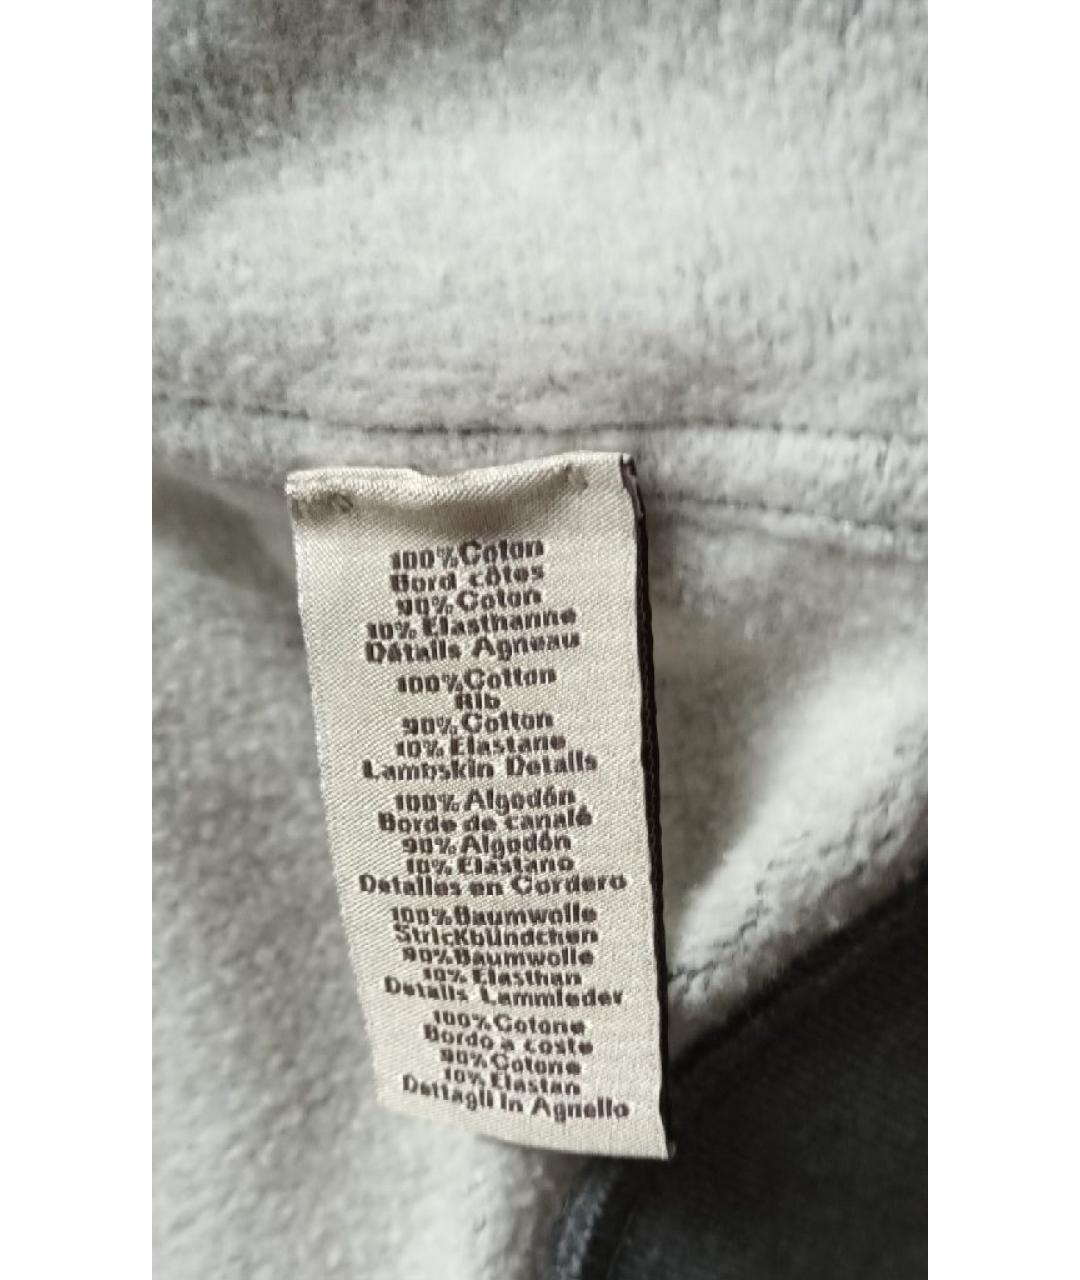 100% Coton
Bord côtes
90% Coton
10% Elasthanne
Détails Agneau
100% Cotton
Rib
90% Cotton
10% Elastane
Lambskin Details
100% Algodón
Borde de canalé
90% Algodón
10% Elastano
Detalles en Cordero
100% Baumwolle
Strickbündchen
90% Baumwolle
10% Elasthan
Details Lammleder
100% Cotone
Bordo a coste
90% Cotone
10% Elastan
Dettagli in Agnello